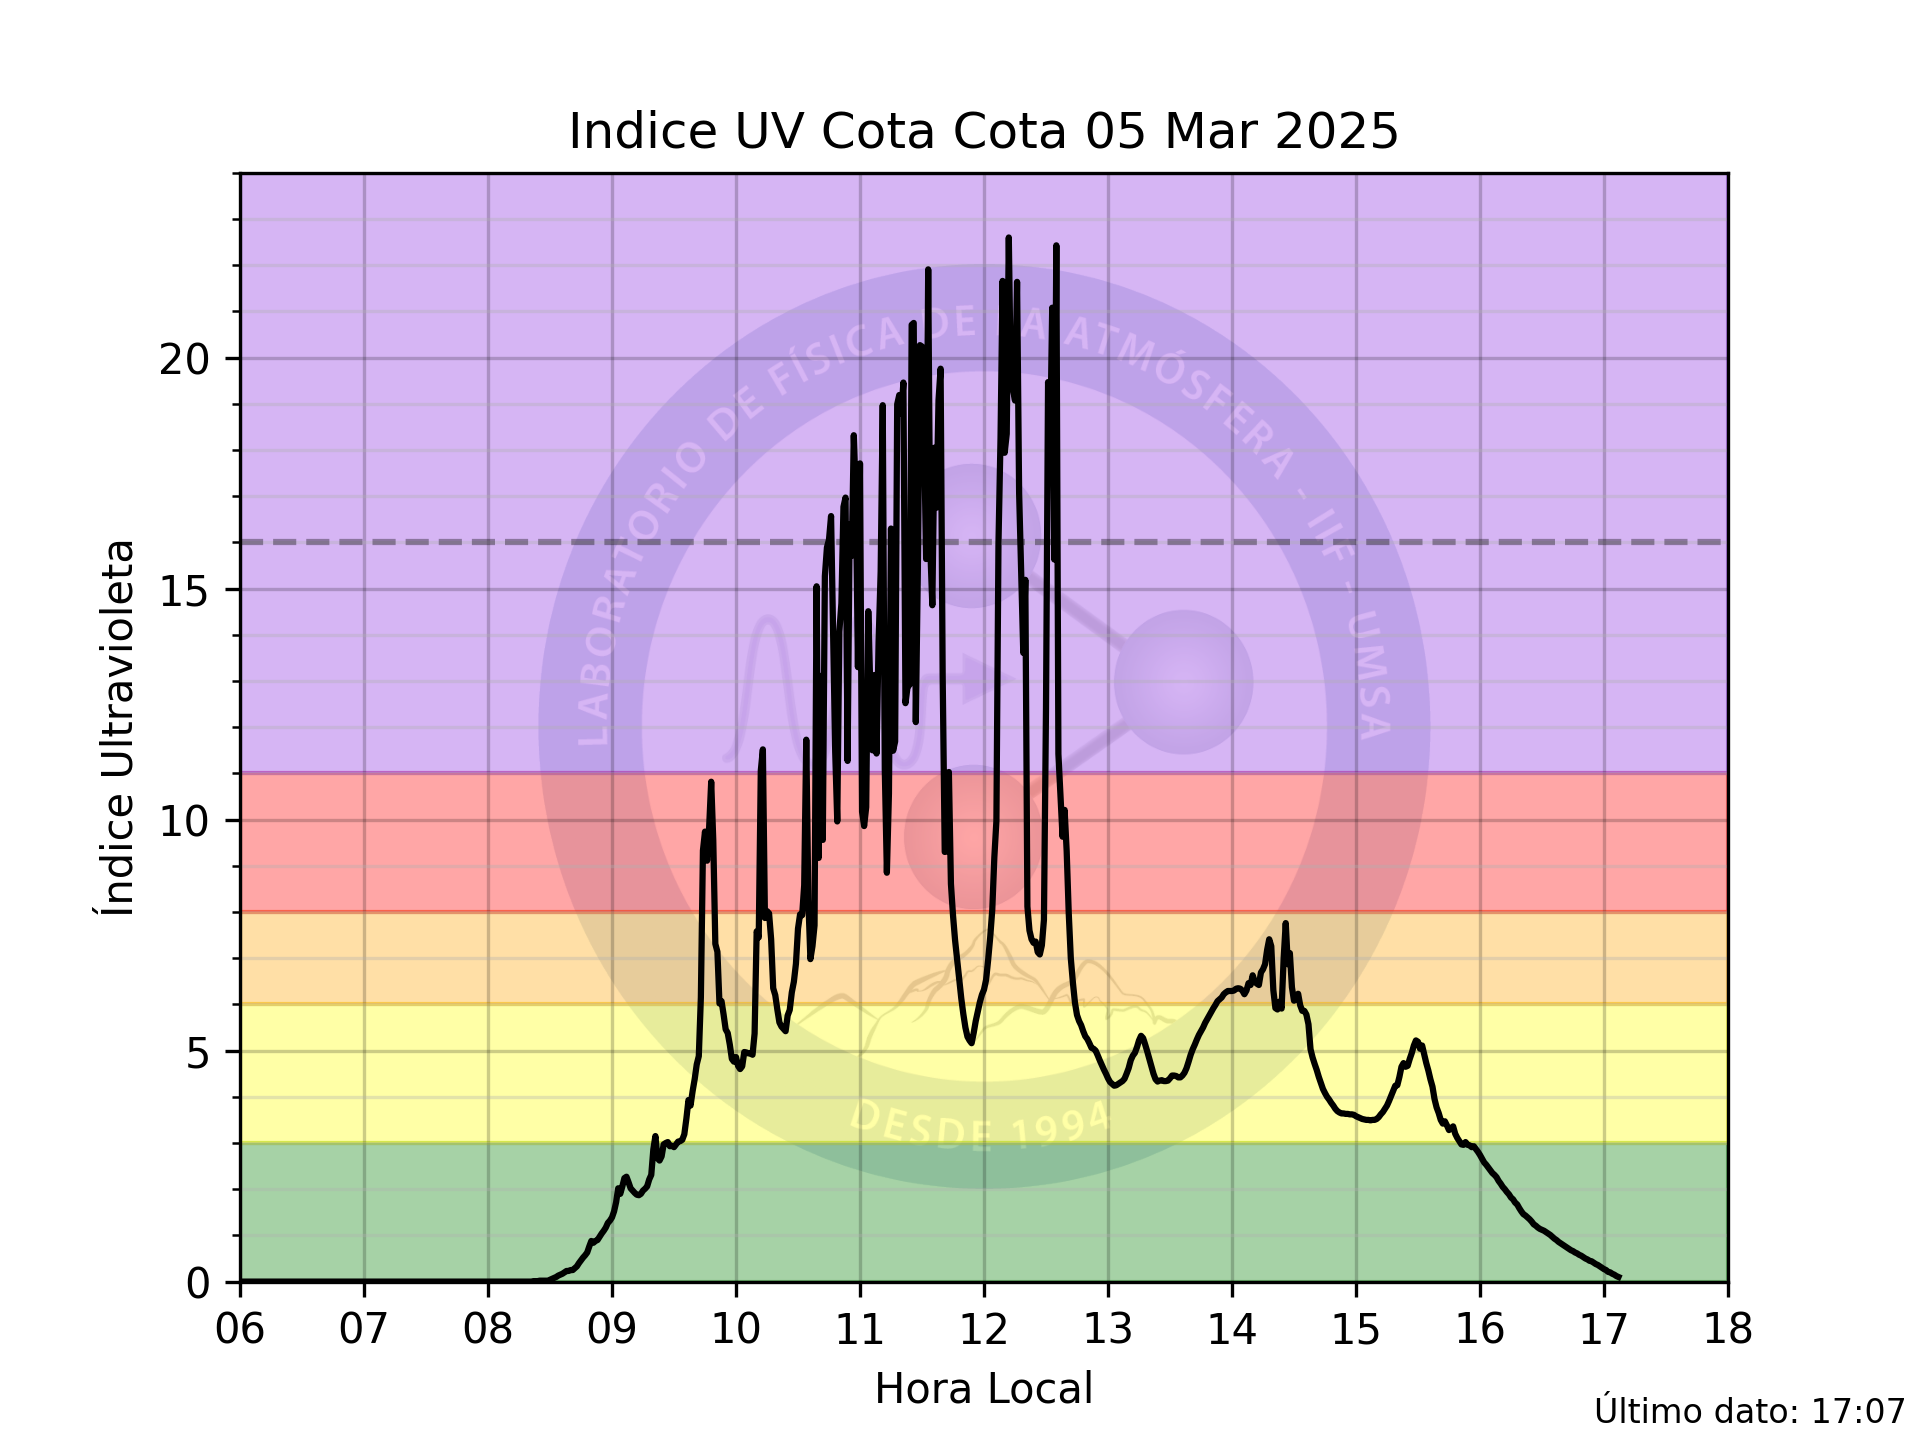 Indice UV Cota Cota 05 Mar 2025
Índice Ultravioleta
20
15
10
5
0
LABORATORIO DE FÍSICA DE LA ATMÓSFERA - IIF - UMSA
DESDE 1994
06 07 08 09 10 11 12 13 14 15 16 17 18
Hora Local
Último dato: 17:07